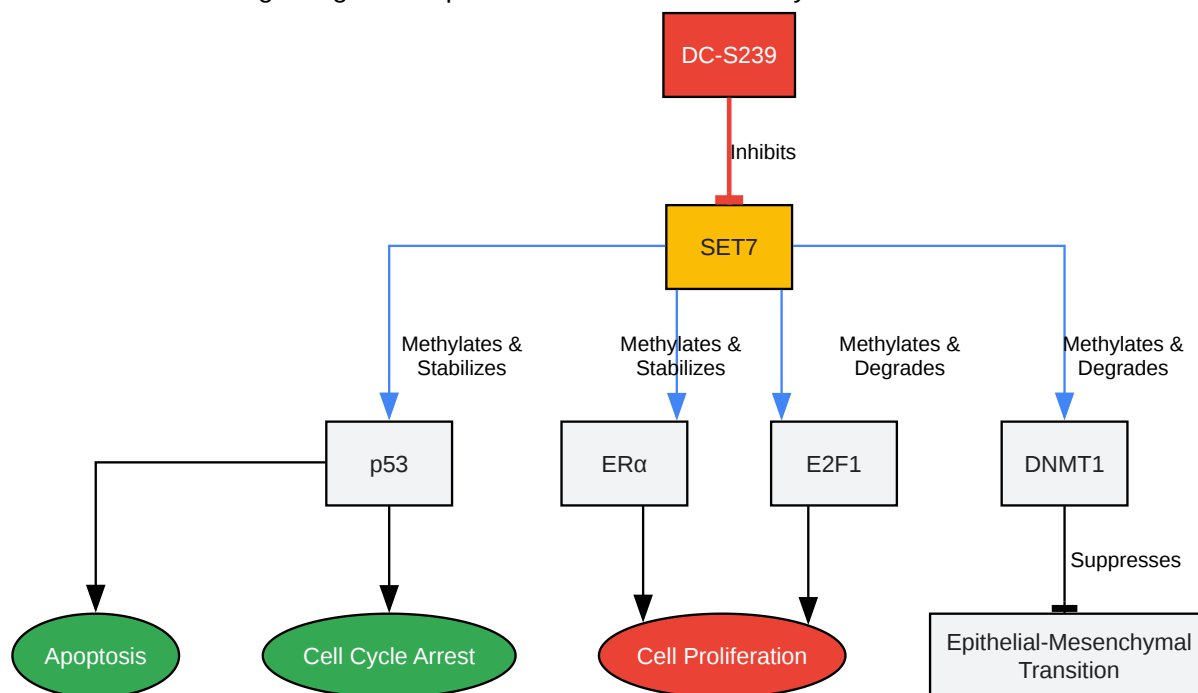 DC-S239
Inhibits
SET7
Methylates &
Stabilizes
Methylates &
Stabilizes
Methylates &
Degrades
Methylates &
Degrades
p53
ERα
E2F1
DNMT1
Suppresses
Apoptosis
Cell Cycle Arrest
Cell Proliferation
Epithelial-Mesenchymal
Transition